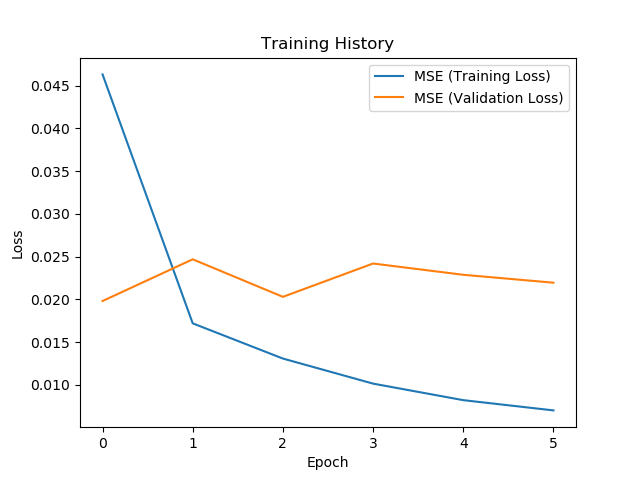 Training History
MSE (Training Loss)
MSE (Validation Loss)
0.045
0.040
0.035
0.030
0.025
0.020
0.015
0.010
Loss
0 1 2 3 4 5
Epoch